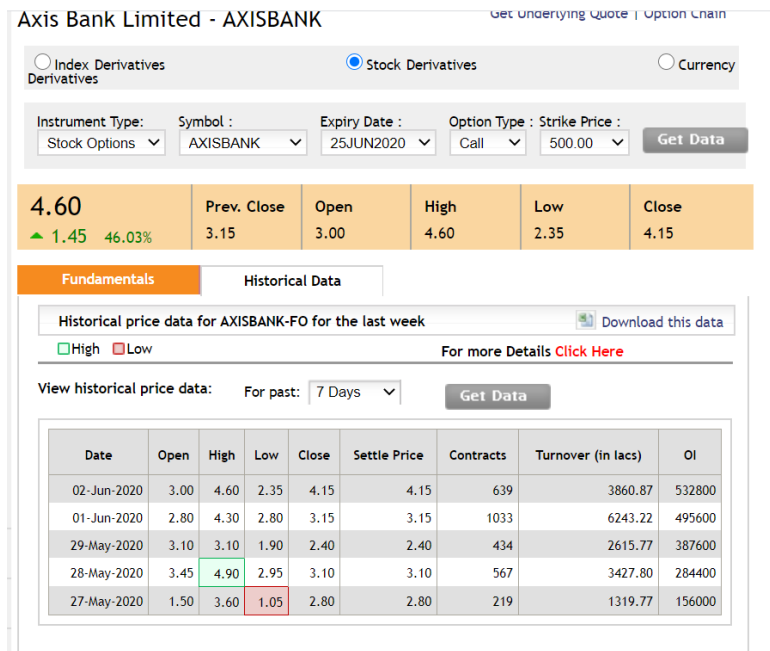 Axis Bank Limited - AXISBANK
Get Underlying Quote | Option Chain
Index Derivatives
Stock Derivatives
Currency
Derivatives
Instrument Type: Symbol : Expiry Date : Option Type : Strike Price :
Stock Options AXISBANK 25JUN2020 Call 500.00 Get Data
4.60 Prev. Close Open High Low Close
1.45 46.03% 3.15 3.00 4.60 2.35 4.15
Fundamentals Historical Data
Historical price data for AXISBANK-FO for the last week Download this data
High Low For more Details Click Here
View historical price data: For past: 7 Days Get Data
Date Open High Low Close Settle Price Contracts Turnover (in lacs) OI
02-Jun-2020 3.00 4.60 2.35 4.15 4.15 639 3860.87 532800
01-Jun-2020 2.80 4.30 2.80 3.15 3.15 1033 6243.22 495600
29-May-2020 3.10 3.10 1.90 2.40 2.40 434 2615.77 387600
28-May-2020 3.45 4.90 2.95 3.10 3.10 567 3427.80 284400
27-May-2020 1.50 3.60 1.05 2.80 2.80 219 1319.77 156000